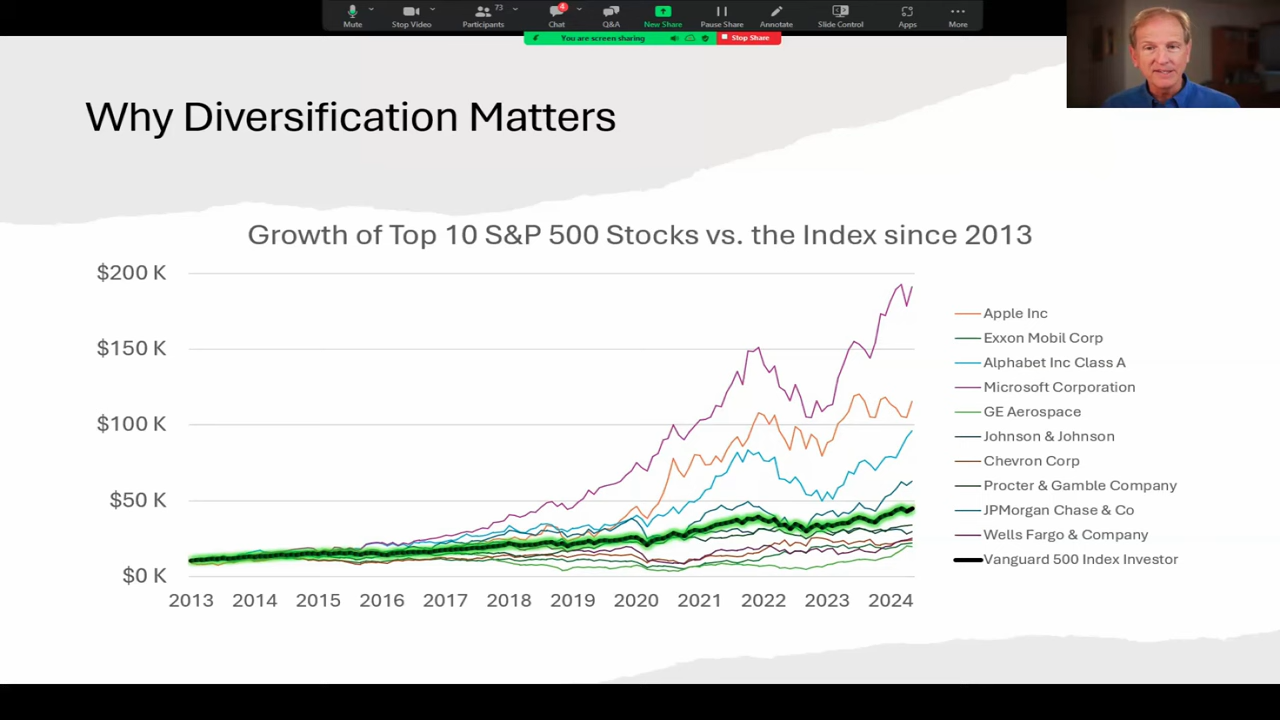 73
4
Mute
Stop Video
Participants
Chat
Q&A
New Share
Pause Share
Annotate
Slide Control
Apps
More
You are screen sharing
Stop Share
Why Diversification Matters
Growth of Top 10 S&P 500 Stocks vs. the Index since 2013
$200 K
$150 K
$100 K
$50 K
$0 K
2013 2014 2015 2016 2017 2018 2019 2020 2021 2022 2023 2024
Apple Inc
Exxon Mobil Corp
Alphabet Inc Class A
Microsoft Corporation
GE Aerospace
Johnson & Johnson
Chevron Corp
Procter & Gamble Company
JPMorgan Chase & Co
Wells Fargo & Company
Vanguard 500 Index Investor